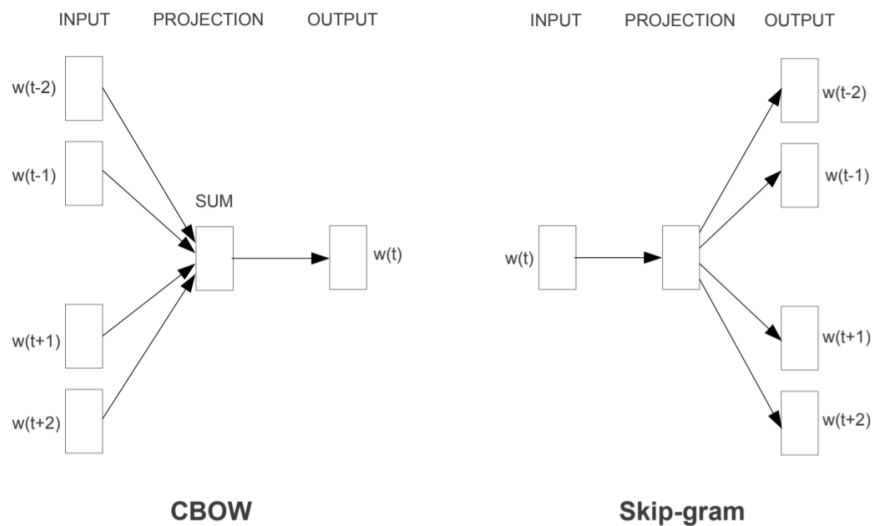 INPUT PROJECTION OUTPUT
w(t-2)
w(t-1)
SUM
w(t)
w(t+1)
w(t+2)
CBOW
INPUT PROJECTION OUTPUT
w(t-2)
w(t-1)
w(t)
w(t+1)
w(t+2)
Skip-gram